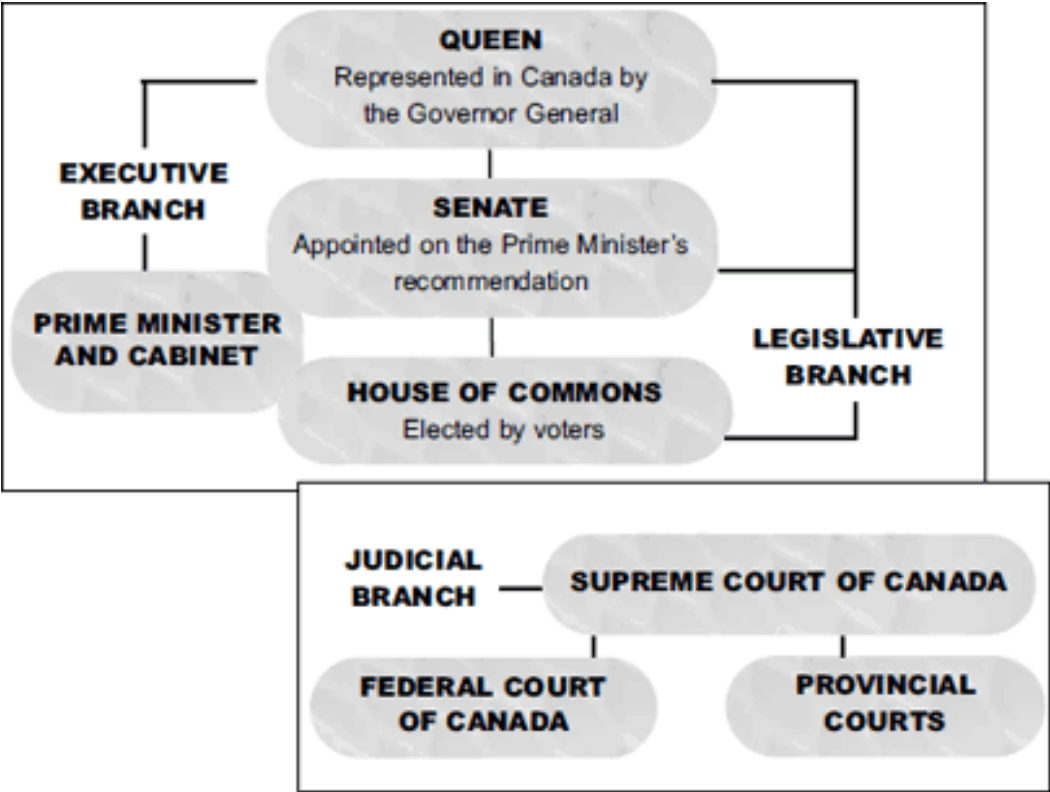 QUEEN
Represented in Canada by
the Governor General
EXECUTIVE
BRANCH
SENATE
Appointed on the Prime Minister's
recommendation
PRIME MINISTER
AND CABINET
LEGISLATIVE
BRANCH
HOUSE OF COMMONS
Elected by voters
JUDICIAL
BRANCH
SUPREME COURT OF CANADA
FEDERAL COURT
OF CANADA
PROVINCIAL
COURTS